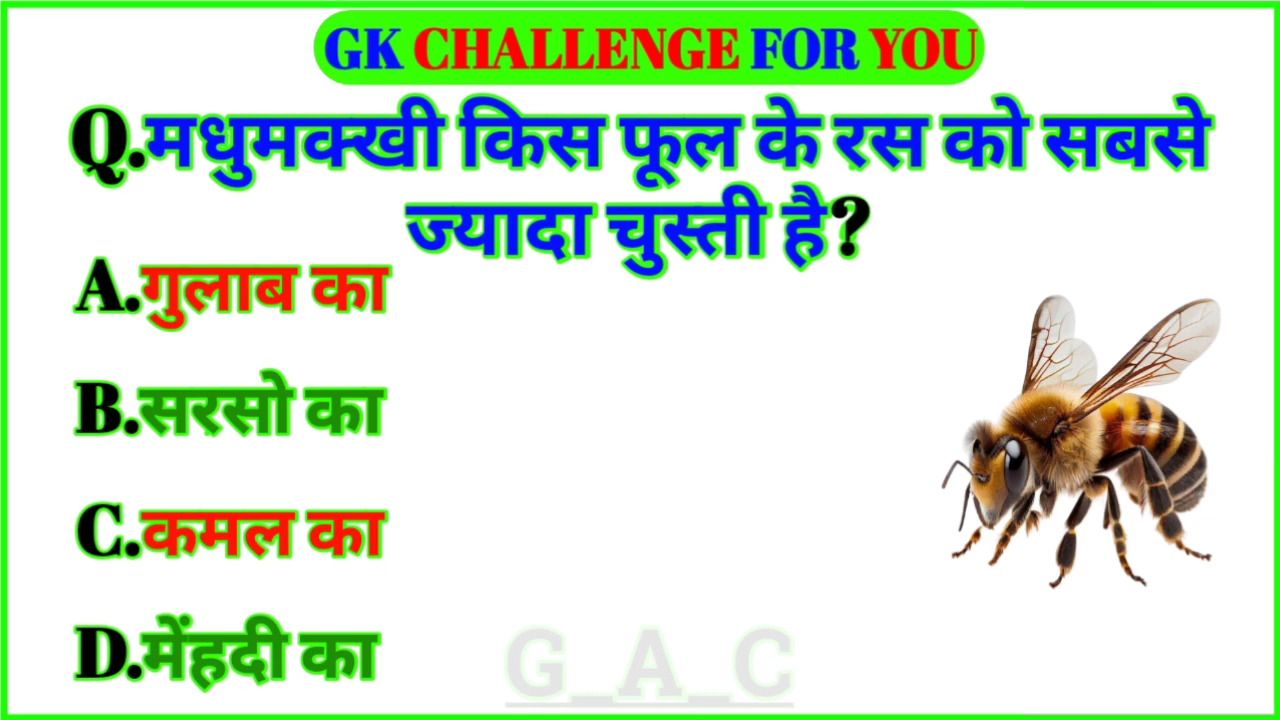 GK CHALLENGE FOR YOU
Q.मधुमक्खी किस फूल के रस को सबसे
ज्यादा चुस्ती है?
A.गुलाब का
B.सरसो का
C.कमल का
D.मेंहदी का
G_A_C